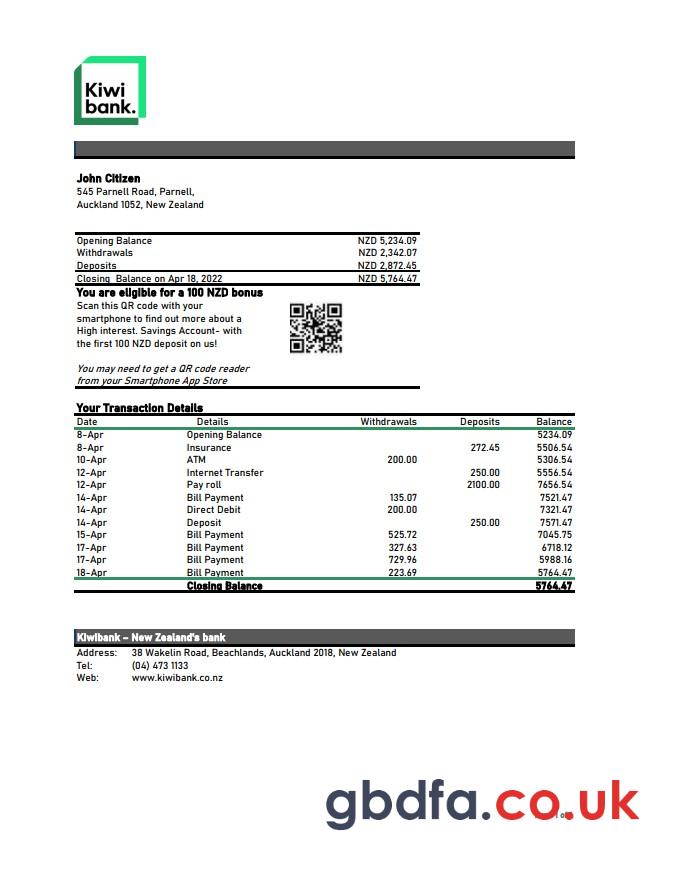 Kiwi
bank.
John Citizen
545 Parnell Road, Parnell,
Auckland 1052, New Zealand
Opening Balance NZD 5,234.09
Withdrawals NZD 2,342.07
Deposits NZD 2,872.45
Closing Balance on Apr 18, 2022 NZD 5,764.47
You are eligible for a 100 NZD bonus
Scan this QR code with your
smartphone to find out more about a
High interest. Savings Account- with
the first 100 NZD deposit on us!
You may need to get a QR code reader
from your Smartphone App Store
Your Transaction Details
Date Details Withdrawals Deposits Balance
8-Apr Opening Balance 5234.09
8-Apr Insurance 272.45 5506.54
10-Apr ATM 200.00 5306.54
12-Apr Internet Transfer 250.00 5556.54
12-Apr Pay roll 2100.00 7656.54
14-Apr Bill Payment 135.07 7521.47
14-Apr Direct Debit 200.00 7321.47
14-Apr Deposit 250.00 7571.47
15-Apr Bill Payment 525.72 7045.75
17-Apr Bill Payment 327.63 6718.12
17-Apr Bill Payment 729.96 5988.16
18-Apr Bill Payment 223.69 5764.47
Closing Balance 5764.47
Kiwibank – New Zealand's bank
Address: 38 Wakelin Road, Beachlands, Auckland 2018, New Zealand
Tel: (04) 473 1133
Web: www.kiwibank.co.nz
gbdfa.co.uk